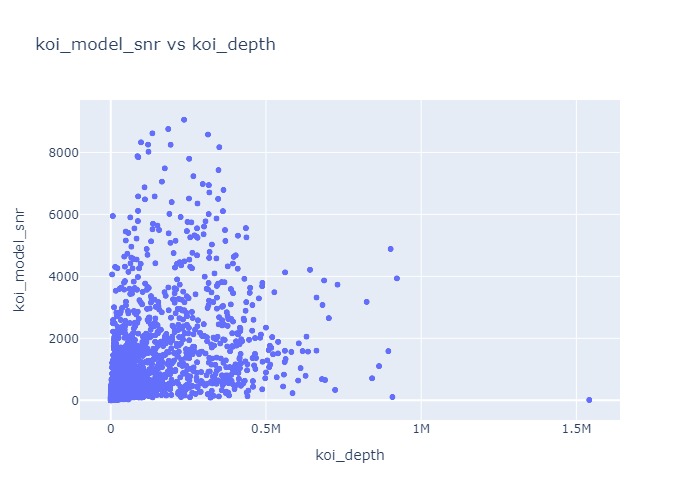 koi_model_snr vs koi_depth
8000
6000
4000
2000
0
koi_model_snr
0
0.5M
1M
1.5M
koi_depth